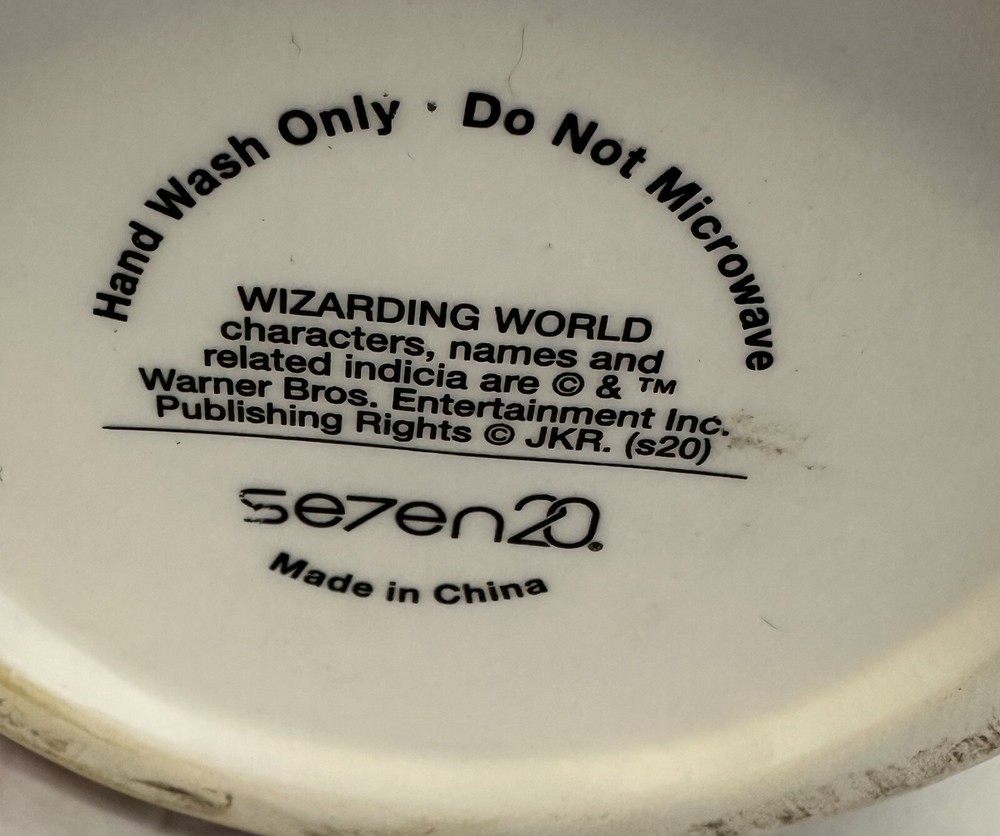 Hand Wash Only · Do Not Microwave
WIZARDING WORLD
characters, names and
related indicia are © & ™
Warner Bros. Entertainment Inc.
Publishing Rights © JKR. (s20)
se7en20®
Made in China